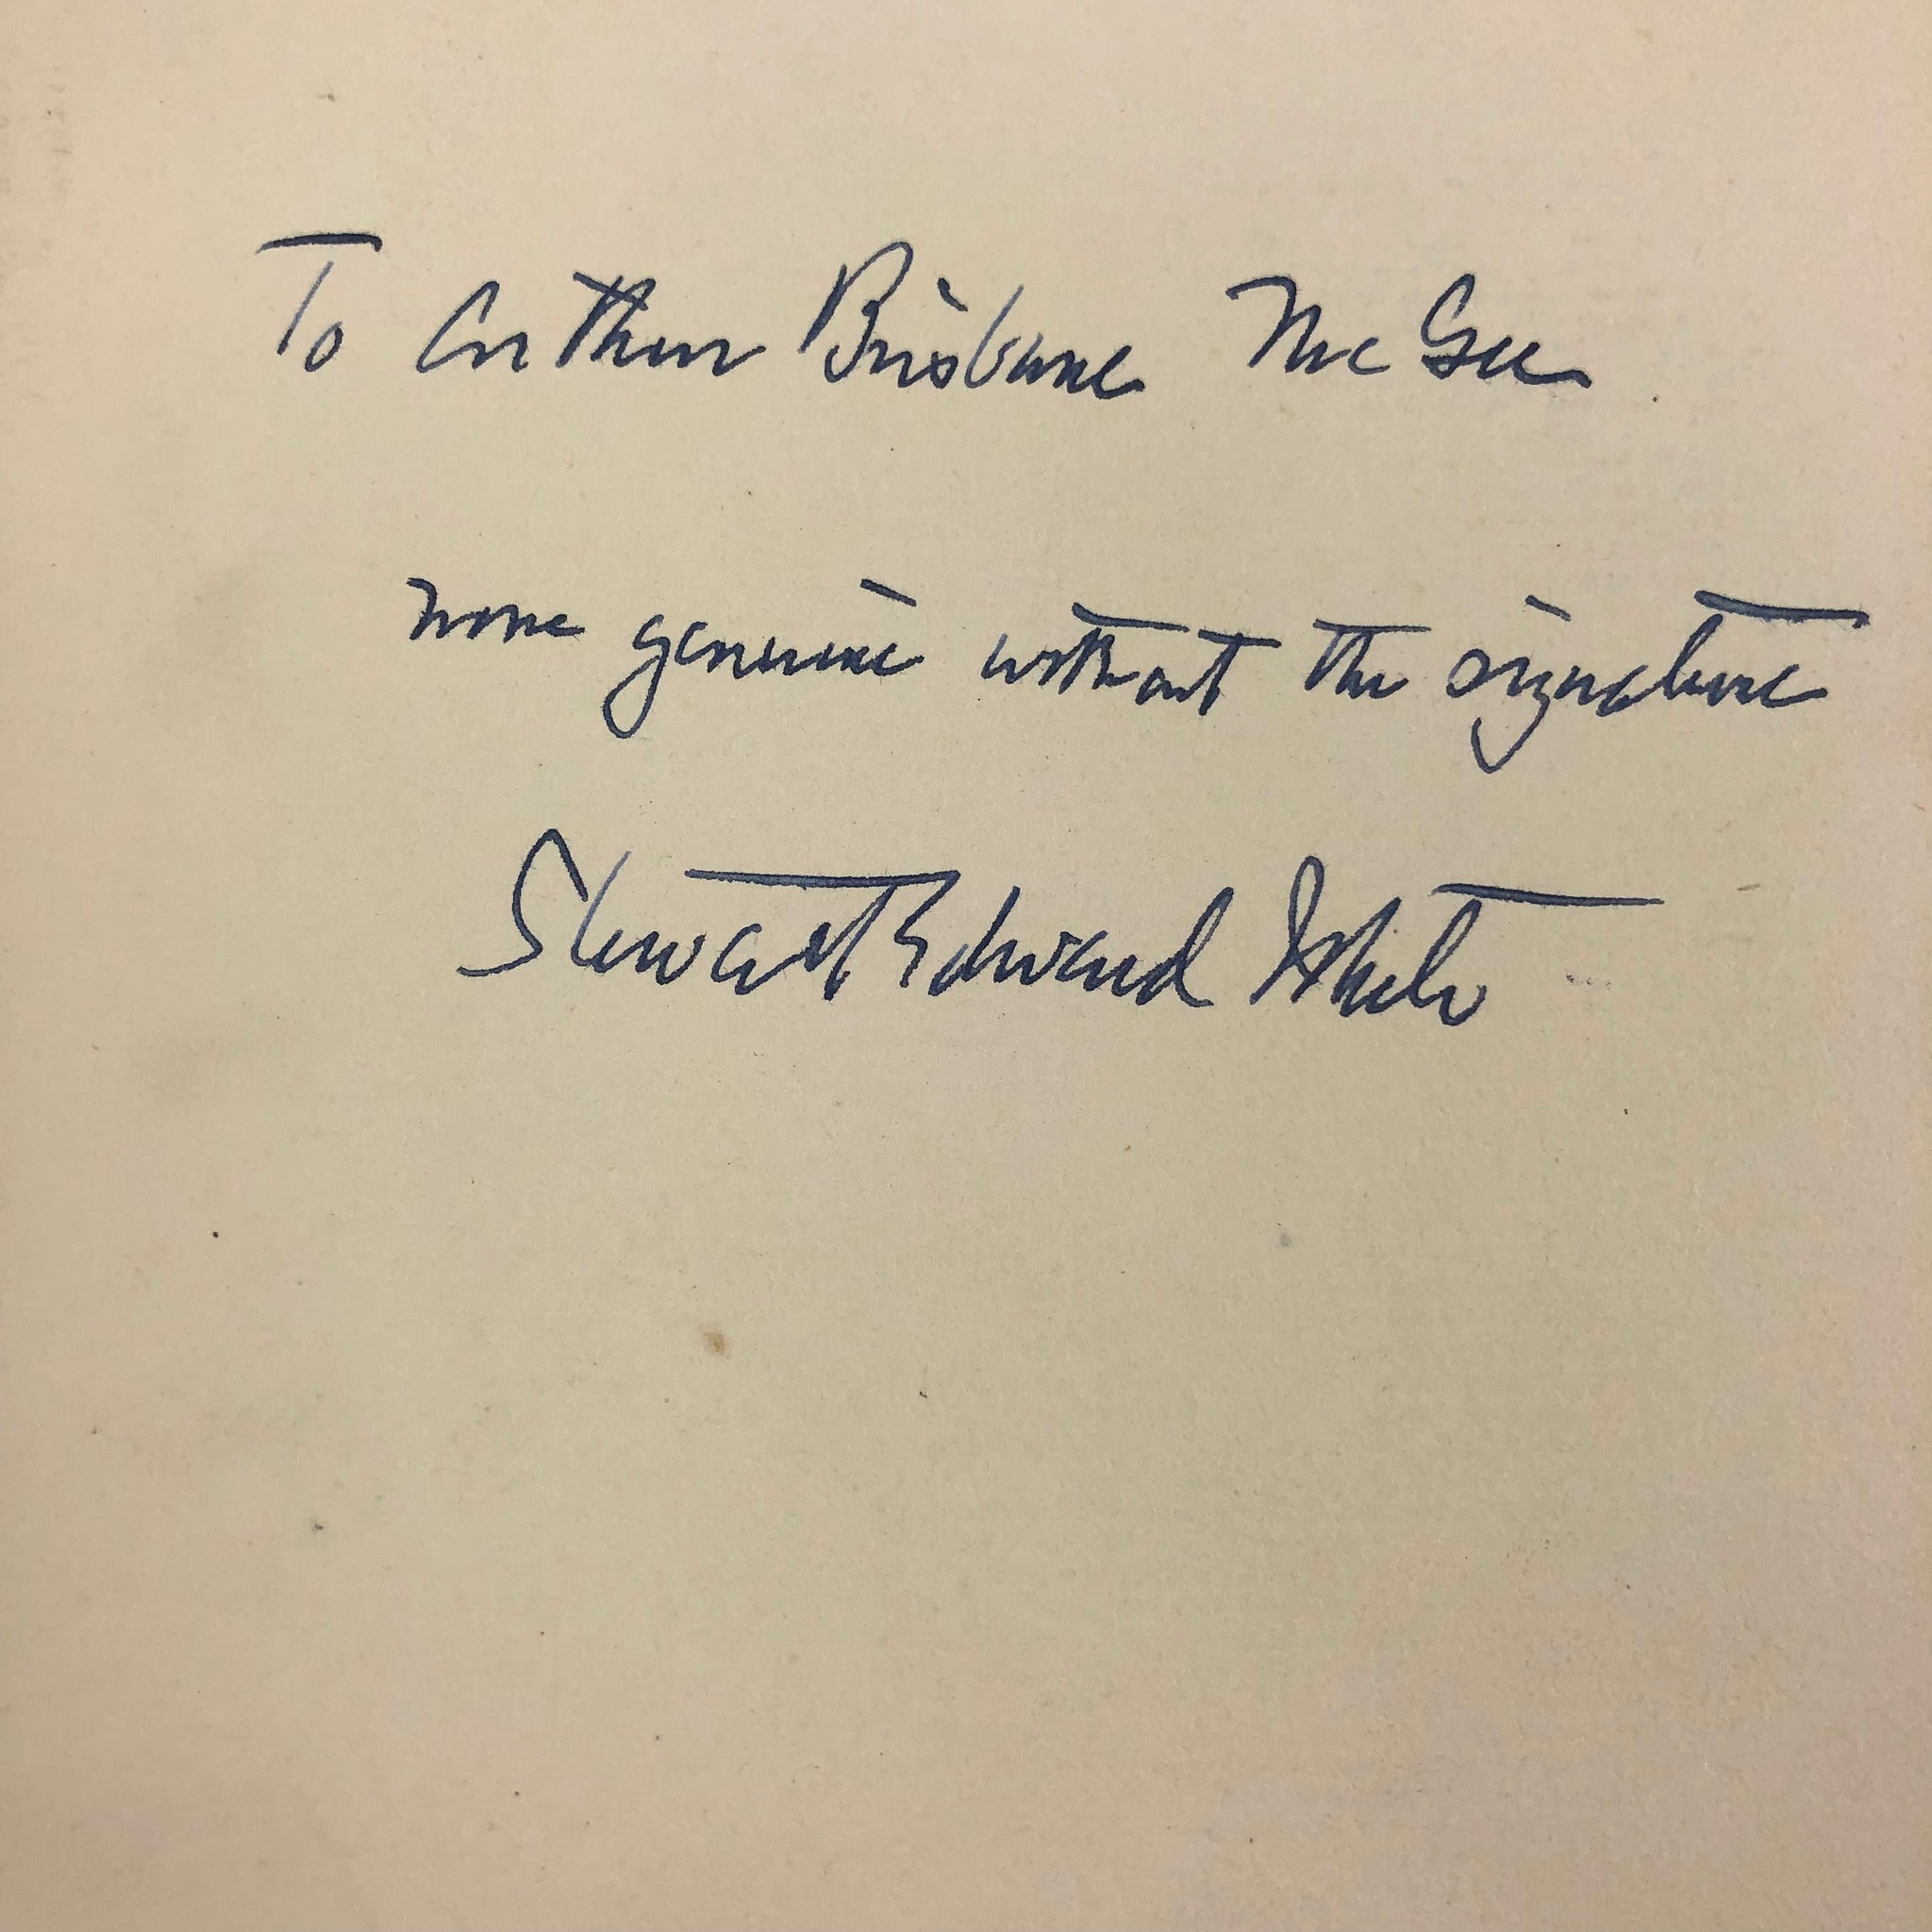 To Arthur Brisbane McGee
none genuine without the signature
Stewart Edward White